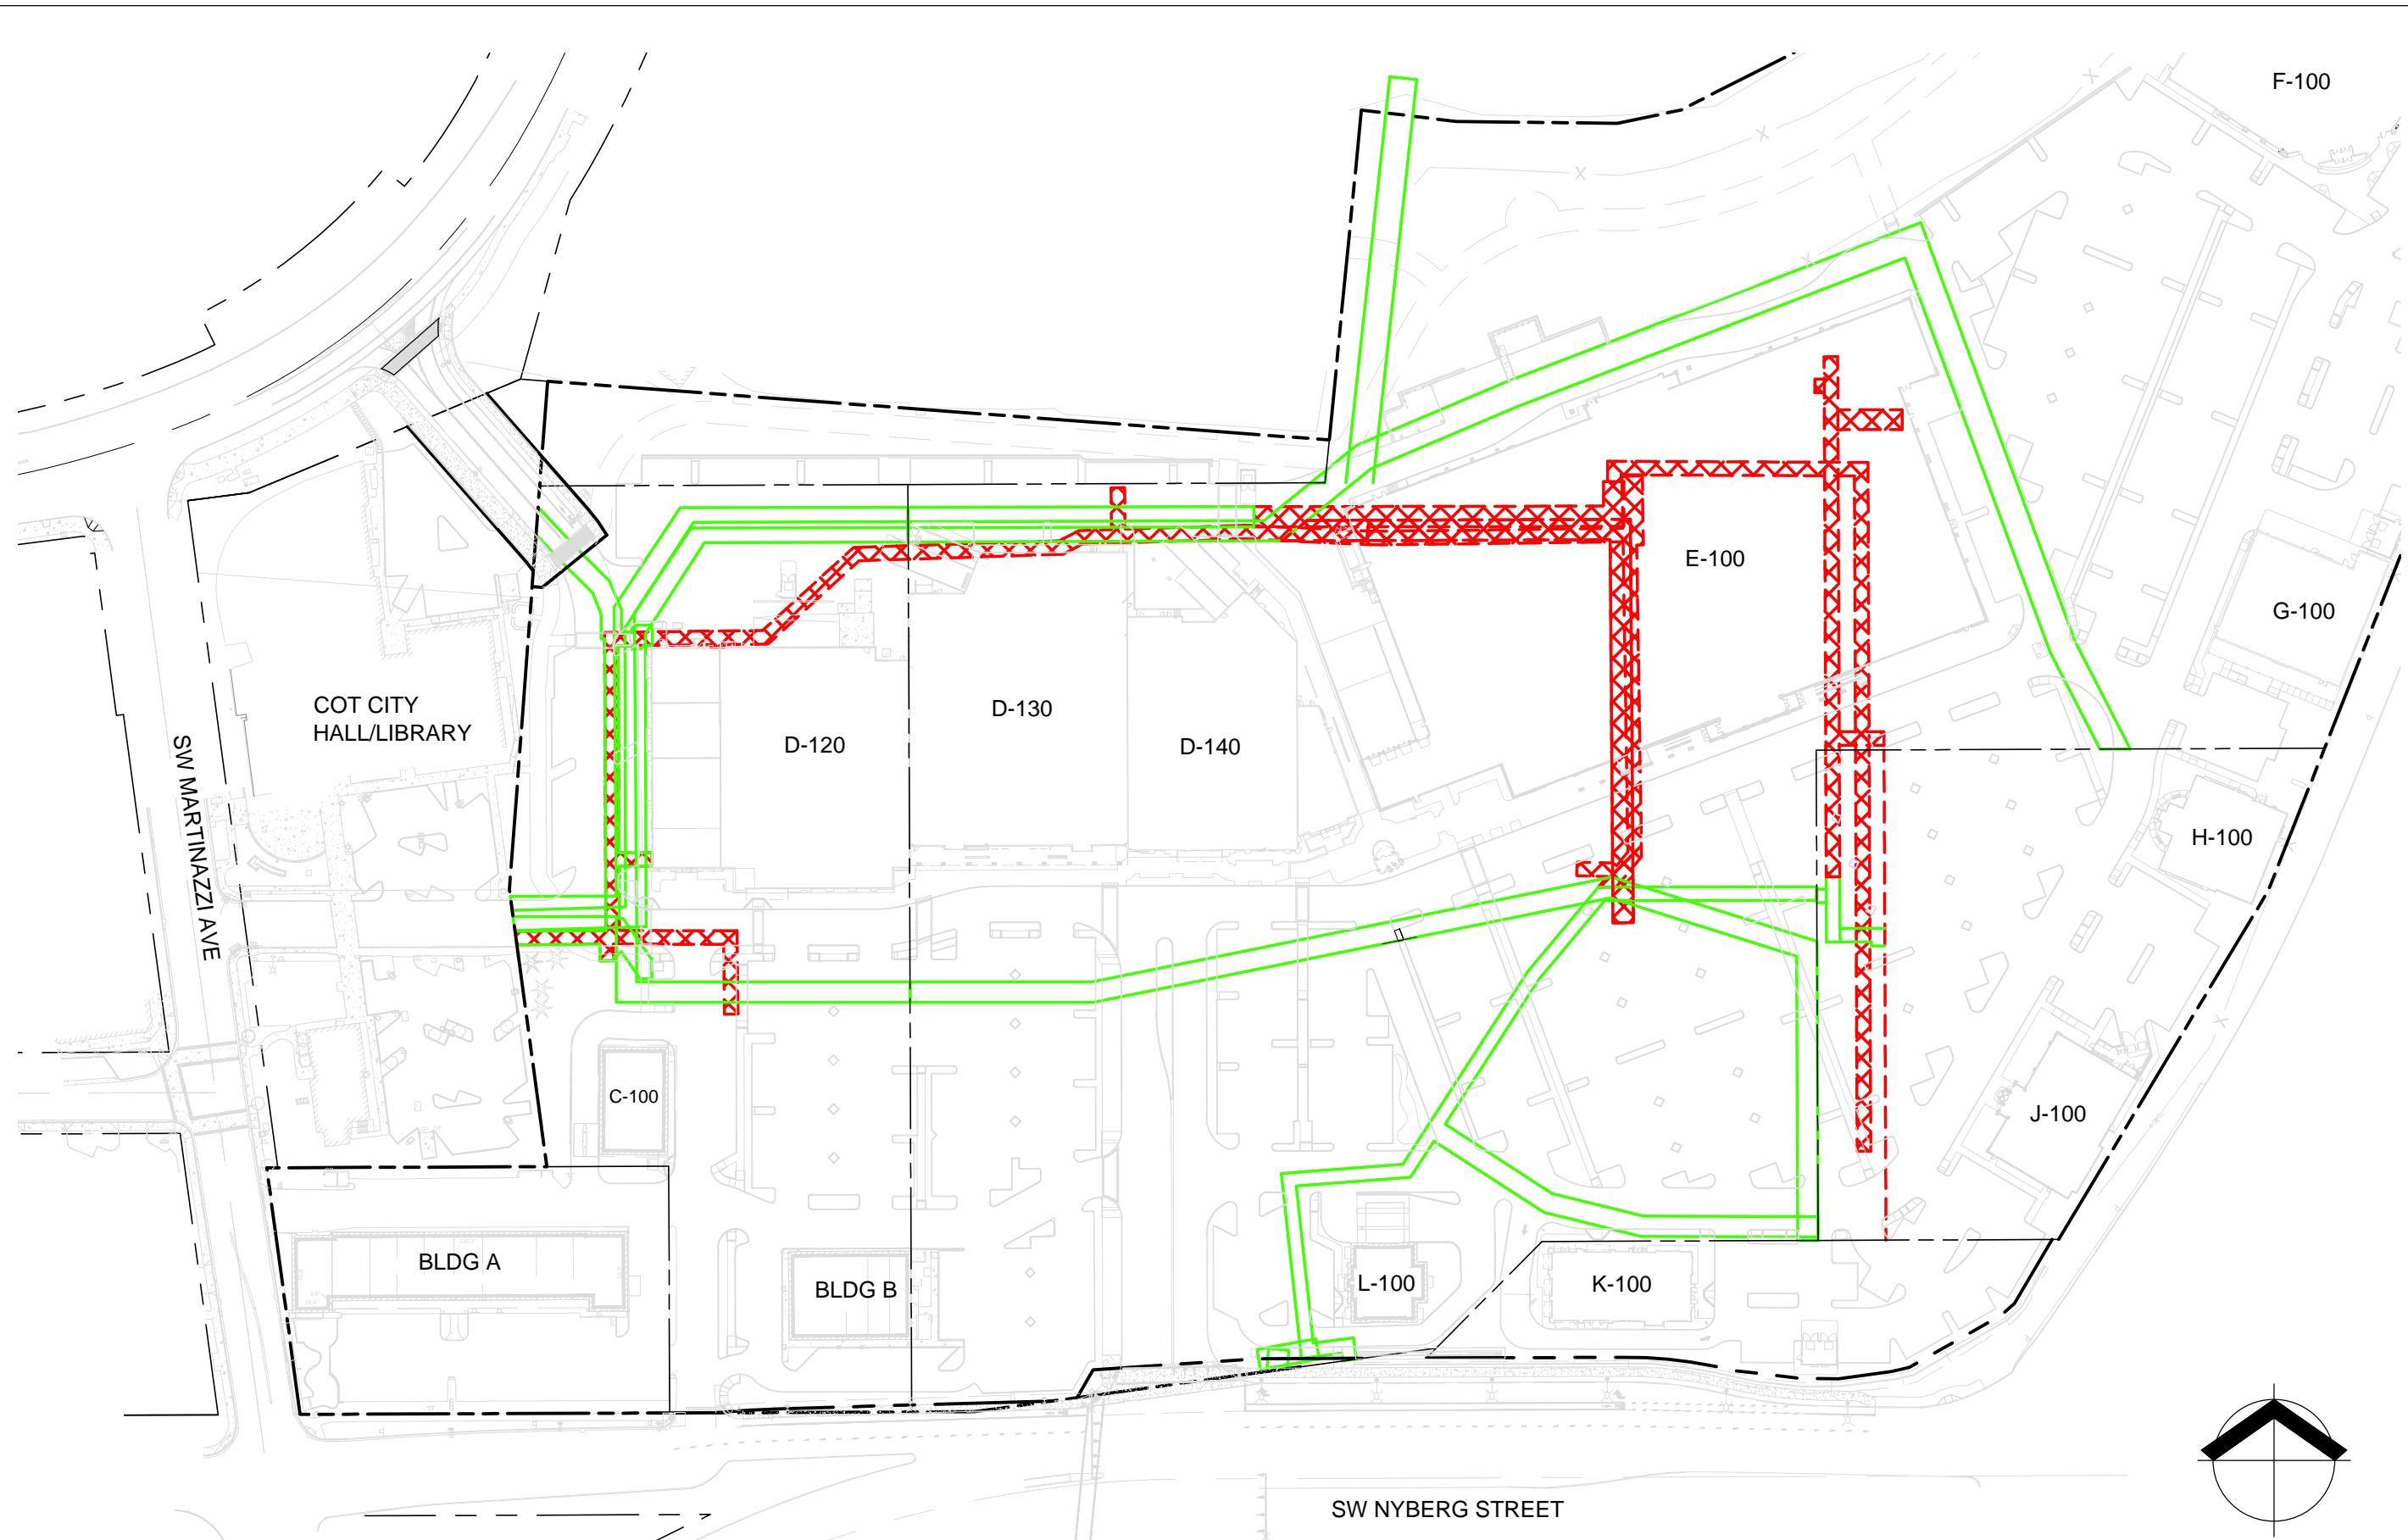 F-100
E-100
G-100
COT CITY
HALL/LIBRARY
D-120
D-130
D-140
SW MARTINAZZI AVE
H-100
C-100
J-100
BLDG A
BLDG B
L-100
K-100
SW NYBERG STREET